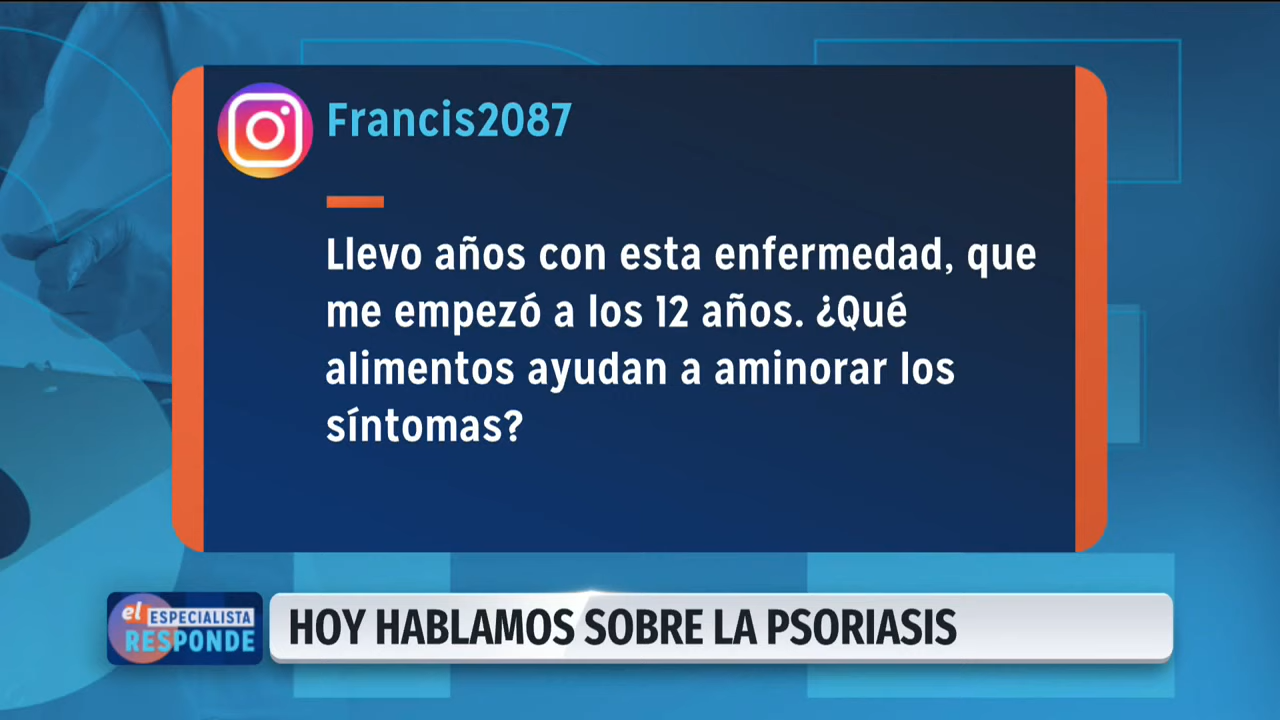 Francis2087
Llevo años con esta enfermedad, que
me empezó a los 12 años. ¿Qué
alimentos ayudan a aminorar los
síntomas?
el ESPECIALISTA
RESPONDE
HOY HABLAMOS SOBRE LA PSORIASIS